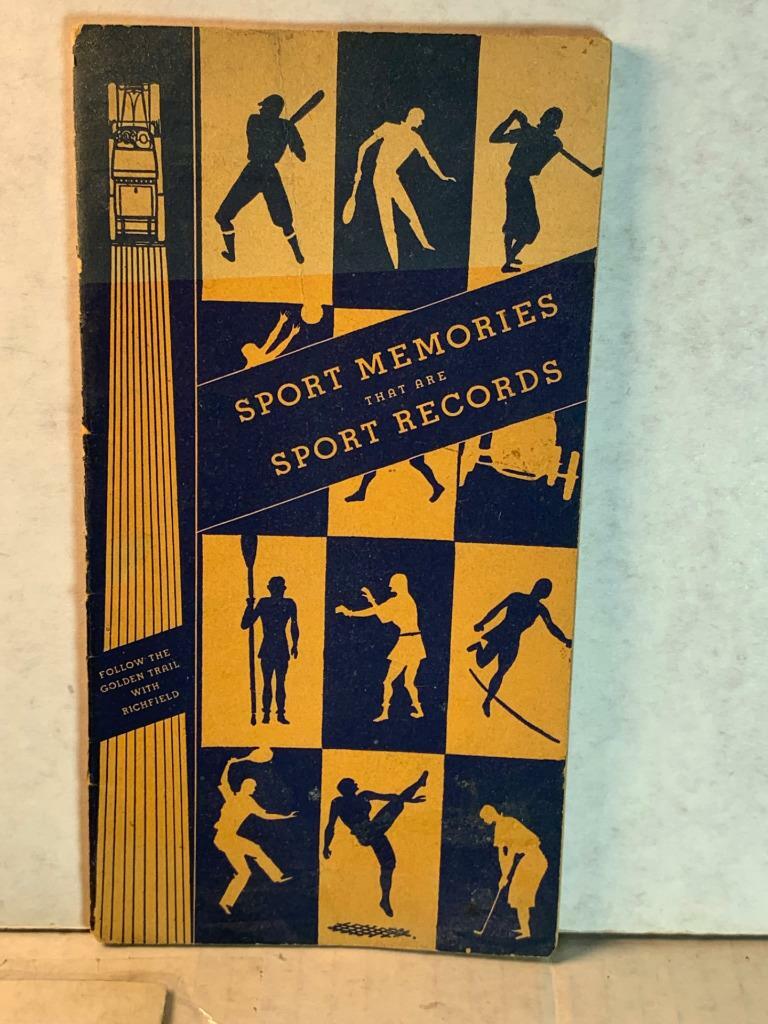 SPORT MEMORIES
THAT ARE
SPORT RECORDS
FOLLOW THE
GOLDEN TRAIL
WITH
RICHFIELD